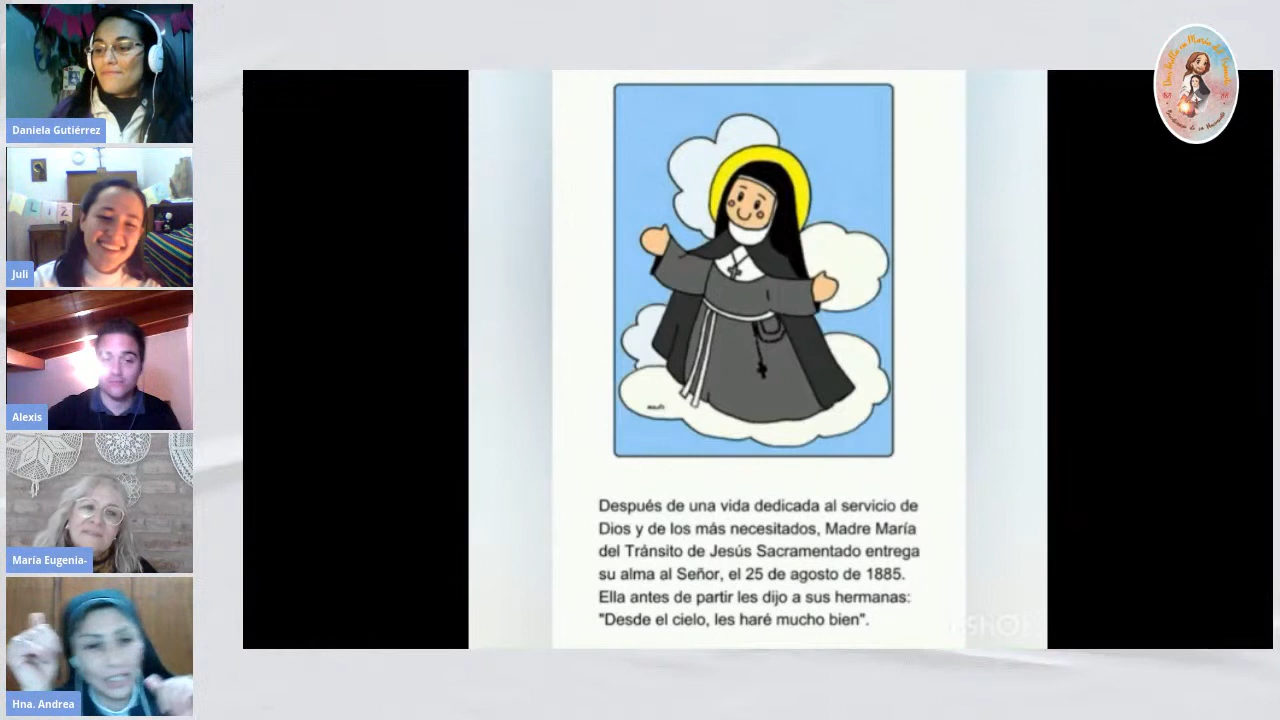 Daniela Gutiérrez
Juli
Alexis
María Eugenia-
Hna. Andrea
Después de una vida dedicada al servicio de
Dios y de los más necesitados, Madre María
del Tránsito de Jesús Sacramentado entrega
su alma al Señor, el 25 de agosto de 1885.
Ella antes de partir les dijo a sus hermanas:
"Desde el cielo, les haré mucho bien".